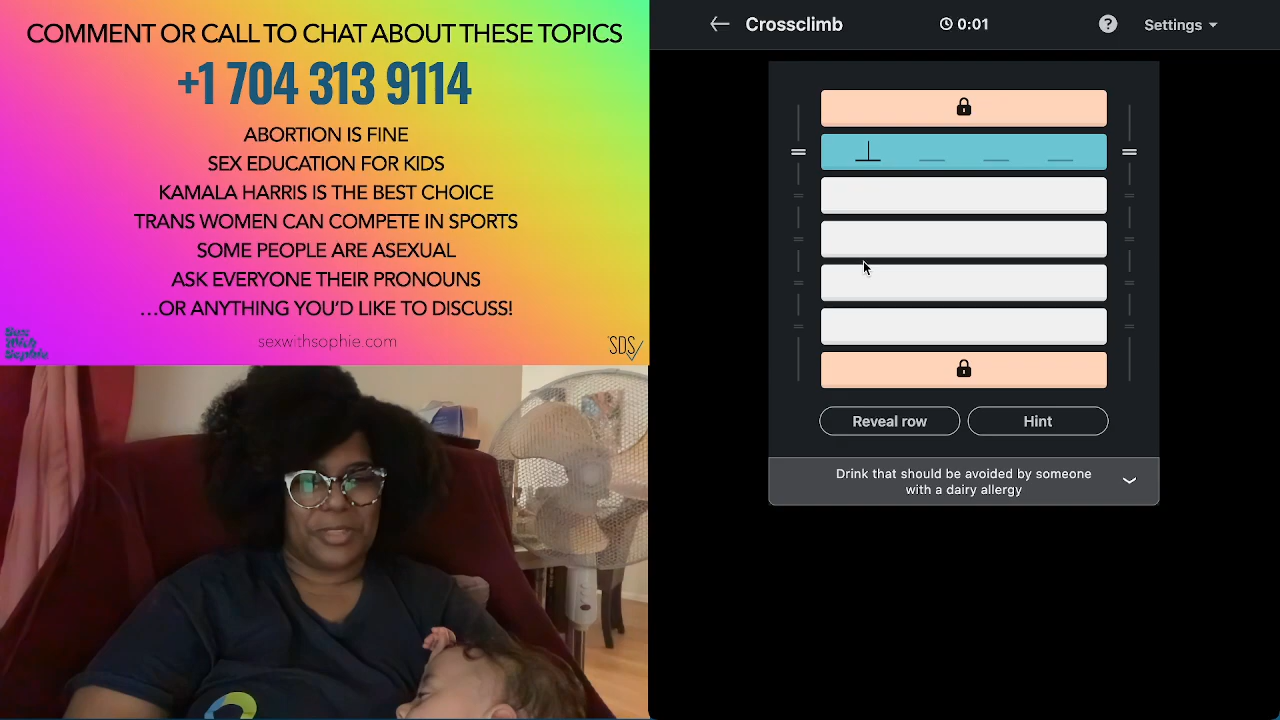 COMMENT OR CALL TO CHAT ABOUT THESE TOPICS
+1 704 313 9114
ABORTION IS FINE
SEX EDUCATION FOR KIDS
KAMALA HARRIS IS THE BEST CHOICE
TRANS WOMEN CAN COMPETE IN SPORTS
SOME PEOPLE ARE ASEXUAL
ASK EVERYONE THEIR PRONOUNS
...OR ANYTHING YOU'D LIKE TO DISCUSS!
sexwithsophie.com
Sex
With
Sophie
SDS
Crossclimb
0:01
?
Settings
Reveal row
Hint
Drink that should be avoided by someone
with a dairy allergy